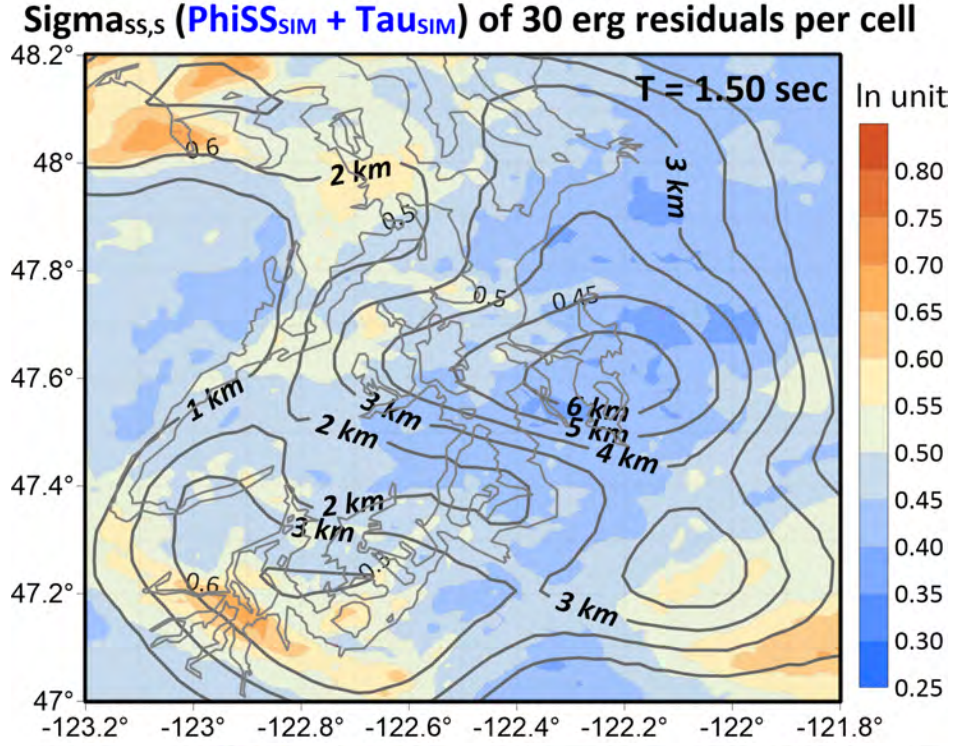 SigmaSS,S (PhiSSSIM + TauSIM) of 30 erg residuals per cell
48.2°
T = 1.50 sec
ln unit
48°
47.8°
47.6°
47.4°
47.2°
47°
-123.2 -123° -122.8° -122.6° -122.4° -122.2° -122° -121.8°
0.6
2 km
3 km
0.5
0.5
0.45
1 km
3 km
2 km
6 km
5 km
4 km
2 km
3 km
0.6
3 km
0.80
0.75
0.70
0.65
0.60
0.55
0.50
0.45
0.40
0.35
0.30
0.25